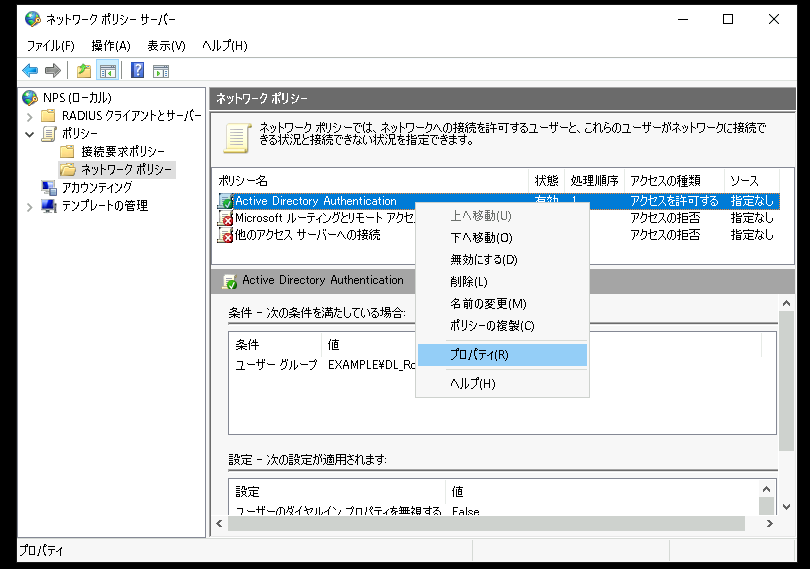 ネットワーク ポリシー サーバー
ファイル(F) 操作(A) 表示(V) ヘルプ(H)
NPS (ローカル)
RADIUS クライアントとサーバー
ポリシー
接続要求ポリシー
ネットワーク ポリシー
アカウンティング
テンプレートの管理
ネットワーク ポリシー
ネットワーク ポリシーでは、ネットワークへの接続を許可するユーザーと、これらのユーザーがネットワークに接続で
きる状況と接続できない状況を指定できます。
ポリシー名 状態 処理順序 アクセスの種類 ソース
Active Directory Authentication 有効 1 アクセスを許可する 指定なし
Microsoft ルーティングとリモート アクセ アクセスの拒否 指定なし
他のアクセス サーバーへの接続 アクセスの拒否 指定なし
上へ移動(U)
下へ移動(O)
無効にする(D)
削除(L)
名前の変更(M)
ポリシーの複製(C)
プロパティ(R)
ヘルプ(H)
Active Directory Authentication
条件 - 次の条件を満たしている場合:
条件 値
ユーザー グループ EXAMPLE¥DL_Ro
設定 - 次の設定が適用されます:
設定 値
ユーザーのダイヤルイン プロパティを無視する False
プロパティ